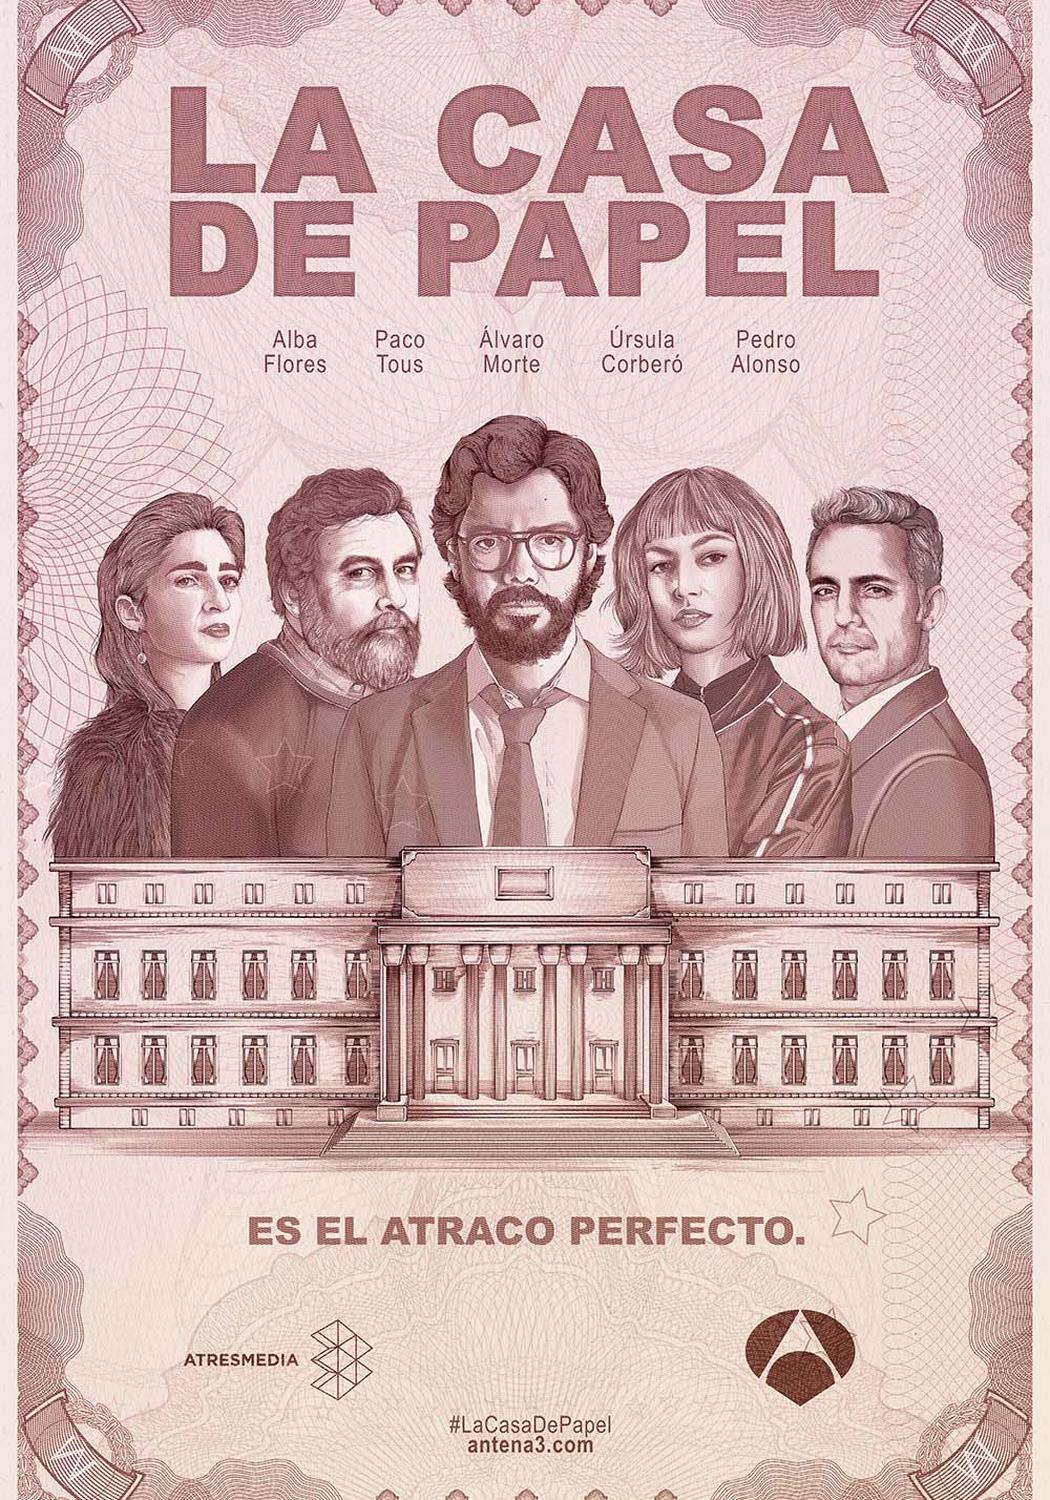 LA CASA
DE PAPEL
Alba Flores
Paco Tous
Álvaro Morte
Úrsula Corberó
Pedro Alonso
ES EL ATRACO PERFECTO.
ATRESMEDIA
#LaCasaDePapel
antena3.com